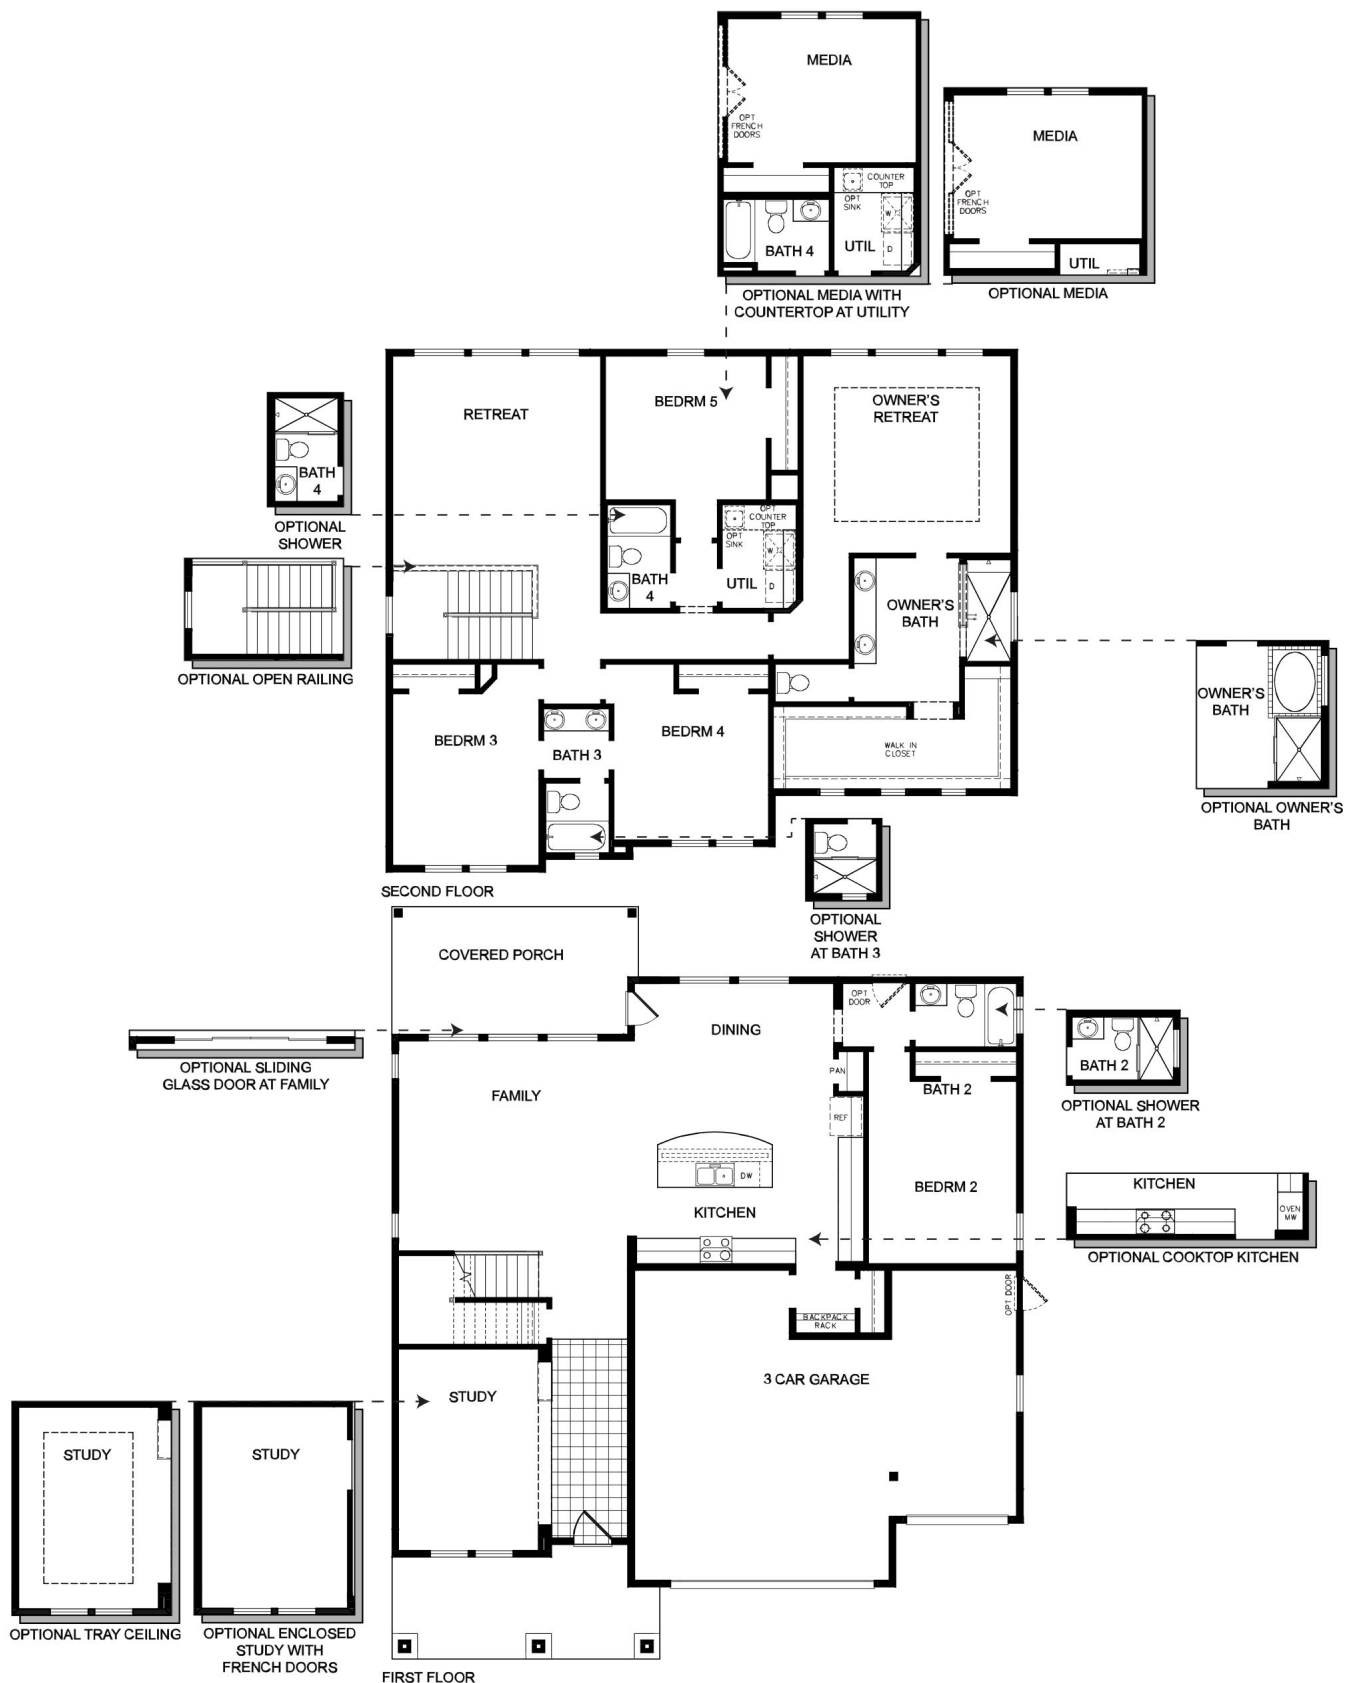 MEDIA
OPT
FRENCH
DOORS
COUNTER
TOP
OPT
SINK
W
D
UTIL
BATH 4
OPTIONAL MEDIA WITH
COUNTERTOP AT UTILITY
MEDIA
OPT
FRENCH
DOORS
UTIL
OPTIONAL MEDIA
RETREAT
BEDRM 5
OWNER'S
RETREAT
BATH
4
OPTIONAL
SHOWER
OPT
COUNTER
TOP
OPT
SINK
W
D
UTIL
BATH
4
OPTIONAL OPEN RAILING
OWNER'S
BATH
OWNER'S
BATH
OPTIONAL OWNER'S
BATH
BEDRM 3
BATH 3
BEDRM 4
WALK IN
CLOSET
SECOND FLOOR
OPTIONAL
SHOWER
AT BATH 3
COVERED PORCH
OPT
DOOR
DINING
OPTIONAL SLIDING
GLASS DOOR AT FAMILY
FAMILY
PAN
REF
BATH 2
BATH 2
OPTIONAL SHOWER
AT BATH 2
DW
KITCHEN
BEDRM 2
KITCHEN
OVEN
MW
OPTIONAL COOKTOP KITCHEN
OPT DOOR
BACKPACK
RACK
3 CAR GARAGE
STUDY
STUDY
STUDY
OPTIONAL TRAY CEILING
OPTIONAL ENCLOSED
STUDY WITH
FRENCH DOORS
FIRST FLOOR